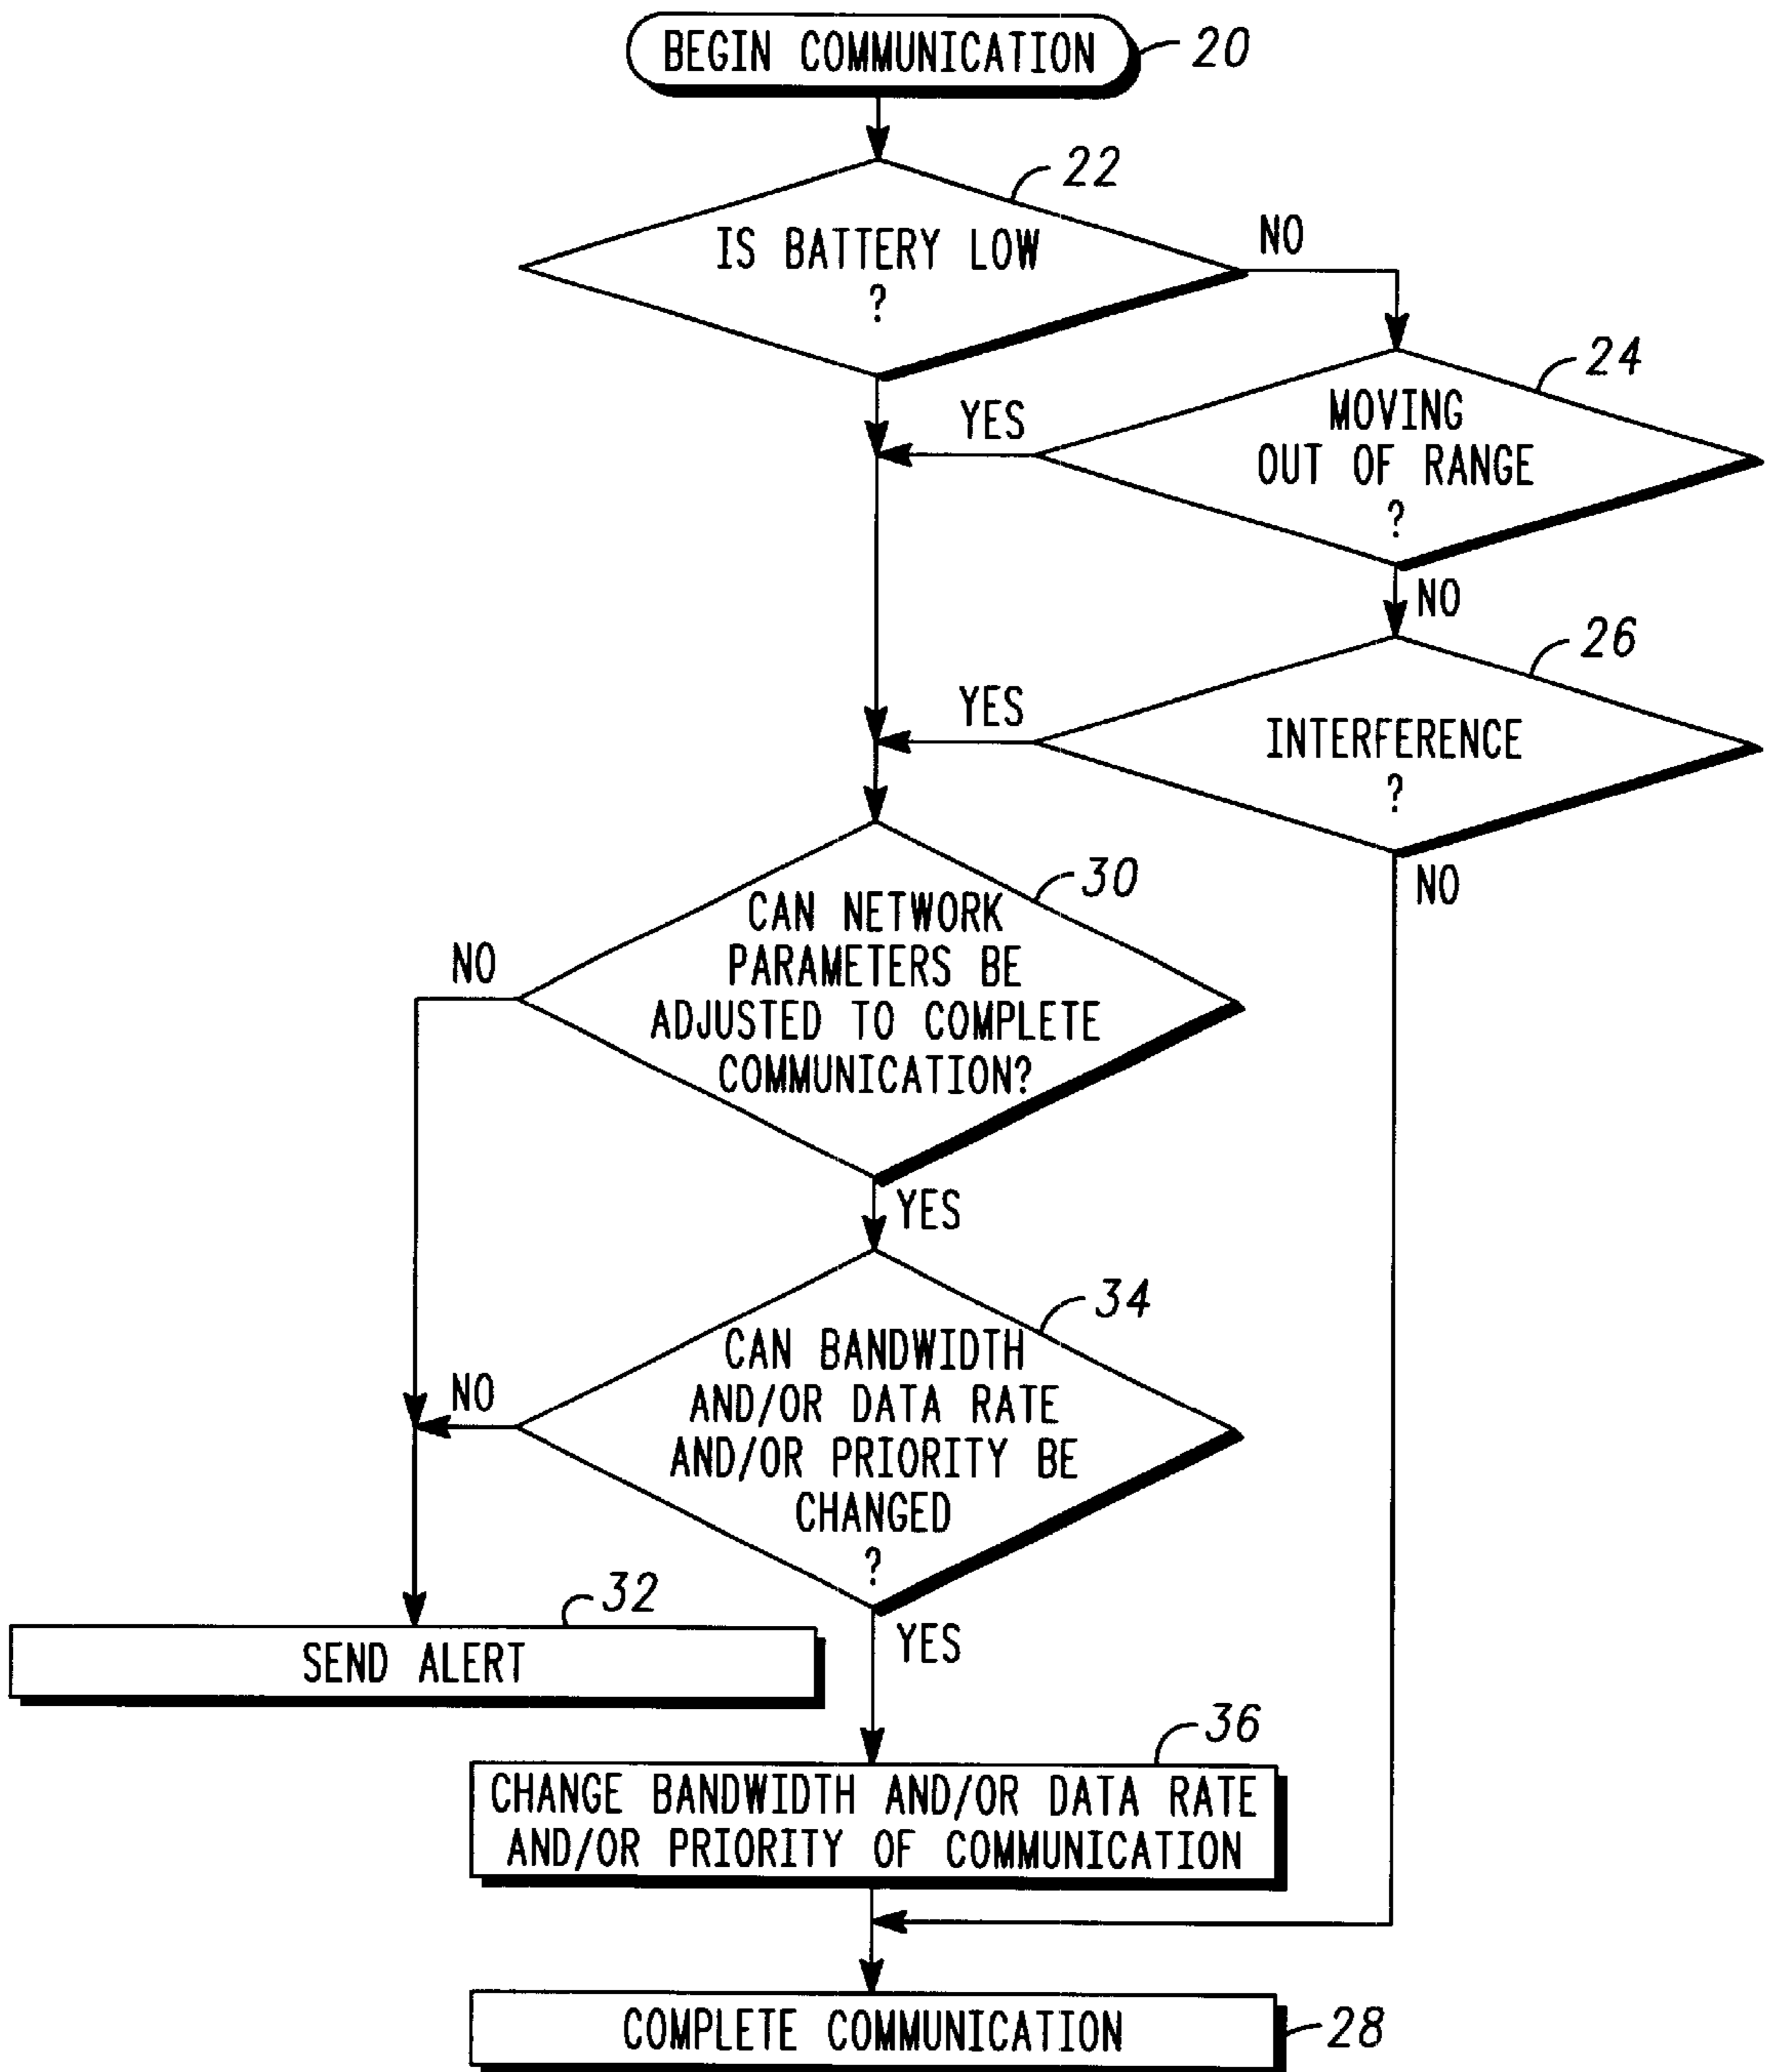 BEGIN COMMUNICATION
20
22
IS BATTERY LOW
?
NO
24
MOVING
OUT OF RANGE
?
YES
NO
26
INTERFERENCE
?
YES
NO
30
CAN NETWORK
PARAMETERS BE
ADJUSTED TO COMPLETE
COMMUNICATION?
NO
YES
34
CAN BANDWIDTH
AND/OR DATA RATE
AND/OR PRIORITY BE
CHANGED
?
NO
YES
32
SEND ALERT
36
CHANGE BANDWIDTH AND/OR DATA RATE
AND/OR PRIORITY OF COMMUNICATION
COMPLETE COMMUNICATION
28